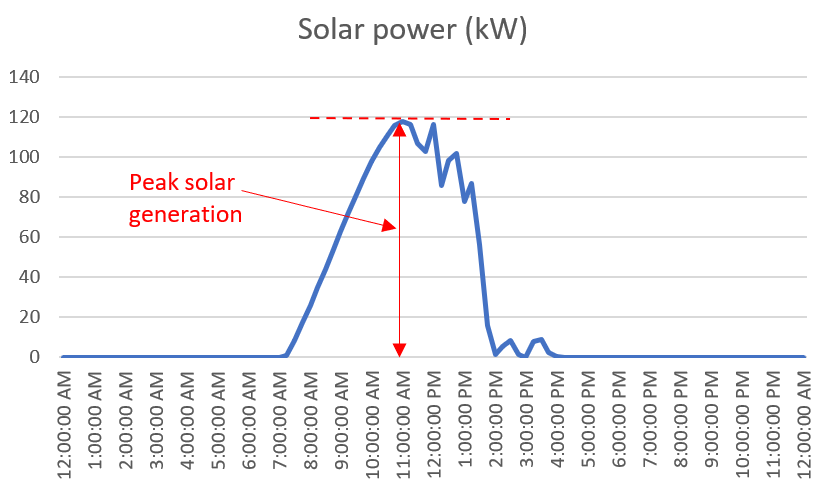 Solar power (kW)
140
120
100
80
60
40
20
0
Peak solar
generation
12:00:00 AM
1:00:00 AM
2:00:00 AM
3:00:00 AM
4:00:00 AM
5:00:00 AM
6:00:00 AM
7:00:00 AM
8:00:00 AM
9:00:00 AM
10:00:00 AM
11:00:00 AM
12:00:00 PM
1:00:00 PM
2:00:00 PM
3:00:00 PM
4:00:00 PM
5:00:00 PM
6:00:00 PM
7:00:00 PM
8:00:00 PM
9:00:00 PM
10:00:00 PM
11:00:00 PM
12:00:00 AM